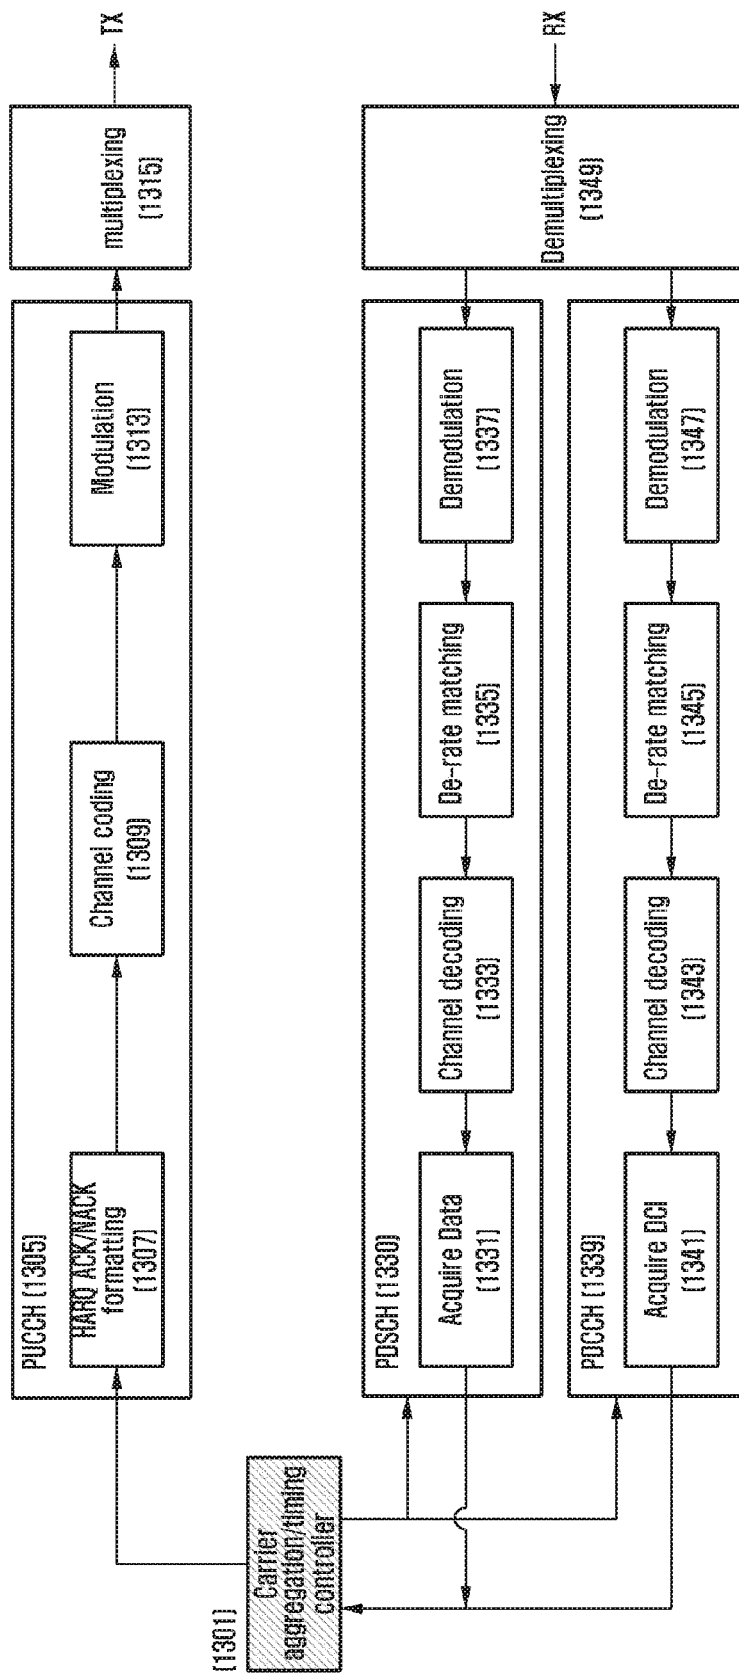 PUCCH (1305)
HARQ ACK/NACK
formatting
(1307)
Channel coding
(1309)
Modulation
(1313)
multiplexing
(1315)
TX
(1301)
Carrier
aggregation/timing
controller
PDSCH (1330)
Acquire Data
(1331)
Channel decoding
(1333)
De-rate matching
(1335)
Demodulation
(1337)
Demultiplexing
(1349)
RX
PDCCH (1339)
Acquire DCI
(1341)
Channel decoding
(1343)
De-rate matching
(1345)
Demodulation
(1347)